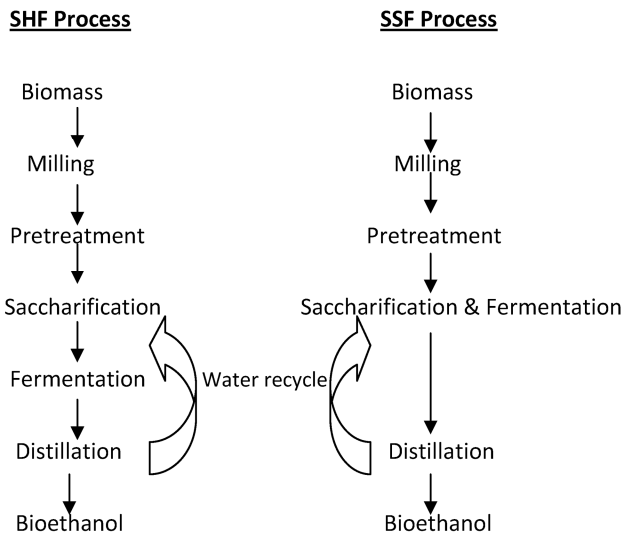 SHF Process
Biomass
Milling
Pretreatment
Saccharification
Fermentation
Distillation
Bioethanol
Water recycle
SSF Process
Biomass
Milling
Pretreatment
Saccharification & Fermentation
Distillation
Bioethanol